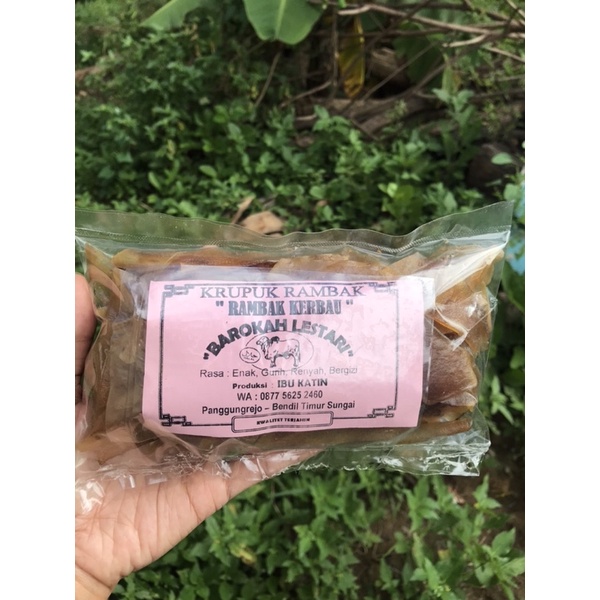 KRUPUK RAMBAK
" RAMBAK KERBAU "
"BAROKAH LESTARI"
Rasa : Enak, Gurih, Renyah, Bergizi
Produksi : IBU KATIN
WA : 0877 5625 2460
Panggungrejo – Bendil Timur Sungai
TERJAMIN